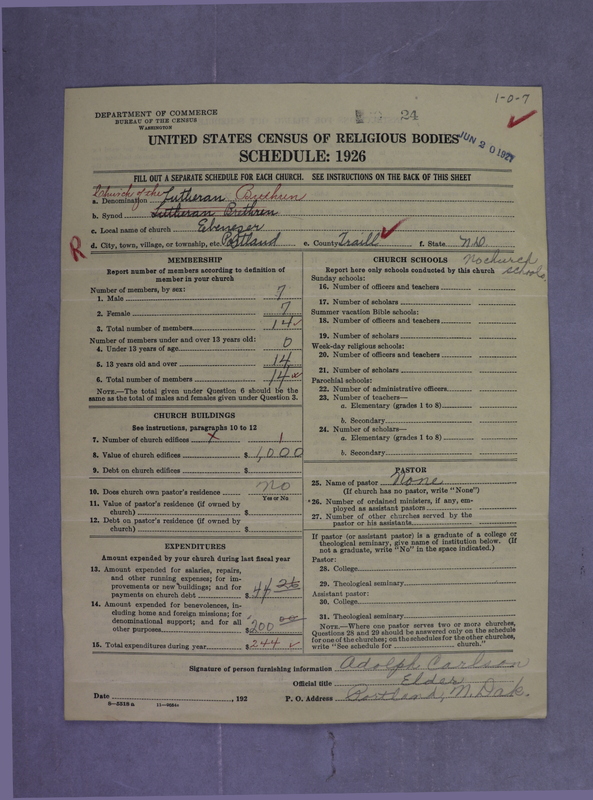 1-0-7
DEPARTMENT OF COMMERCE
BUREAU OF THE CENSUS
WASHINGTON
24
JUN 20 1927
UNITED STATES CENSUS OF RELIGIOUS BODIES
SCHEDULE: 1926
FILL OUT A SEPARATE SCHEDULE FOR EACH CHURCH. SEE INSTRUCTIONS ON THE BACK OF THIS SHEET
a. Denomination Church of the Lutheran Brethren
b. Synod Lutheran Brethren
c. Local name of church Ebenezer
R d. City, town, village, or township, etc. Portland e. County Traill f. State N.D.
MEMBERSHIP
Report number of members according to definition of
member in your church
Number of members, by sex:
1. Male 7
2. Female 7
3. Total number of members 14
Number of members under and over 13 years old:
4. Under 13 years of age 0
5. 13 years old and over 14
6. Total number of members 14
NOTE.—The total given under Question 6 should be the
same as the total of males and females given under Question 3.
CHURCH BUILDINGS
See instructions, paragraphs 10 to 12
7. Number of church edifices x 1
8. Value of church edifices $ 1,000
9. Debt on church edifices $
10. Does church own pastor's residence No
Yes or No
11. Value of pastor's residence (if owned by
church) $
12. Debt on pastor's residence (if owned by
church) $
EXPENDITURES
Amount expended by your church during last fiscal year
13. Amount expended for salaries, repairs,
and other running expenses; for im-
provements or new buildings; and for
payments on church debt $ 44
14. Amount expended for benevolences, in-
cluding home and foreign missions; for
denominational support; and for all
other purposes $ 200 00
15. Total expenditures during year $ 244
CHURCH SCHOOLS No church schools
Report here only schools conducted by this church
Sunday schools:
16. Number of officers and teachers
17. Number of scholars
Summer vacation Bible schools:
18. Number of officers and teachers
19. Number of scholars
Week-day religious schools:
20. Number of officers and teachers
21. Number of scholars
Parochial schools:
22. Number of administrative officers
23. Number of teachers—
a. Elementary (grades 1 to 8)
b. Secondary
24. Number of scholars—
a. Elementary (grades 1 to 8)
b. Secondary
PASTOR
25. Name of pastor None
(If church has no pastor, write "None")
*26. Number of ordained ministers, if any, em-
ployed as assistant pastors
27. Number of other churches served by the
pastor or his assistants
If pastor (or assistant pastor) is a graduate of a college or
theological seminary, give name of institution below. (If
not a graduate, write "No" in the space indicated.)
Pastor:
28. College
29. Theological seminary
Assistant pastor:
30. College
31. Theological seminary
NOTE.—Where one pastor serves two or more churches,
Questions 28 and 29 should be answered only on the schedule
for one of the churches; on the schedules for the other churches,
write "See schedule for church."
Signature of person furnishing information Adolph Carlson
Official title Elder
Date , 192 P. O. Address Portland, N. Dak.